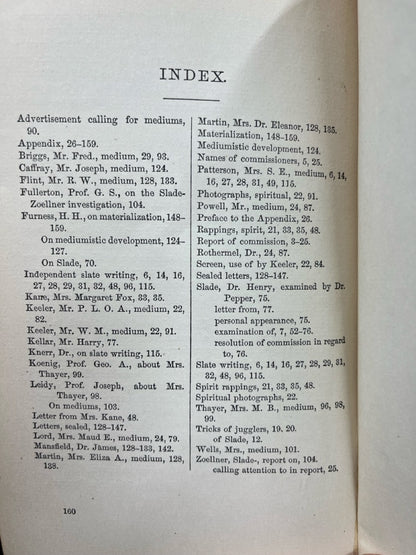 INDEX.
Advertisement calling for mediums,
90.
Appendix, 26–159.
Briggs, Mr. Fred., medium, 29, 93.
Caffray, Mr. Joseph, medium, 124.
Flint, Mr. R. W., medium, 128, 133.
Fullerton, Prof. G. S., on the Slade-
Zoellner investigation, 104.
Furness, H. H., on materialization, 148–
159.
On mediumistic development, 124–
127.
On Slade, 70.
Independent slate writing, 6, 14, 16,
27, 28, 29, 31, 32, 48, 96, 115.
Kane, Mrs. Margaret Fox, 33, 35.
Keeler, Mr. P. L. O. A., medium, 22,
82.
Keeler, Mr. W. M., medium, 22, 91.
Kellar, Mr. Harry, 77.
Knerr, Dr., on slate writing, 115.
Koenig, Prof. Geo. A., about Mrs.
Thayer, 99.
Leidy, Prof. Joseph, about Mrs.
Thayer, 98.
On mediums, 103.
Letter from Mrs. Kane, 48.
Letters, sealed, 128–147.
Lord, Mrs. Maud E., medium, 24, 79.
Mansfield, Dr. James, 128–133, 142.
Martin, Mrs. Eliza A., medium, 128,
138.
Martin, Mrs. Dr. Eleanor, 128, 135.
Materialization, 148–159.
Mediumistic development, 124.
Names of commissioners, 5, 25.
Patterson, Mrs. S. E., medium, 6, 14,
16, 27, 28, 31, 49, 115.
Photographs, spiritual, 22, 91.
Powell, Mr., medium, 24, 87.
Preface to the Appendix, 26.
Rappings, spirit, 21, 33, 35, 48.
Report of commission, 3–25.
Rothermel, Dr., 24, 87.
Screen, use of by Keeler, 22, 84.
Sealed letters, 128–147.
Slade, Dr. Henry, examined by Dr.
Pepper, 75.
letter from, 77.
personal appearance, 75.
examination of, 7, 52–76.
resolution of commission in regard
to, 76.
Slate writing, 6, 14, 16, 27, 28, 29, 31,
32, 48, 96, 115.
Spirit rappings, 21, 33, 35, 48.
Spiritual photographs, 22.
Thayer, Mrs. M. B., medium, 96, 98,
99.
Tricks of jugglers, 19, 20.
of Slade, 12.
Wells, Mrs., medium, 101.
Zoellner, Slade-, report on, 104.
calling attention to in report, 25.
160